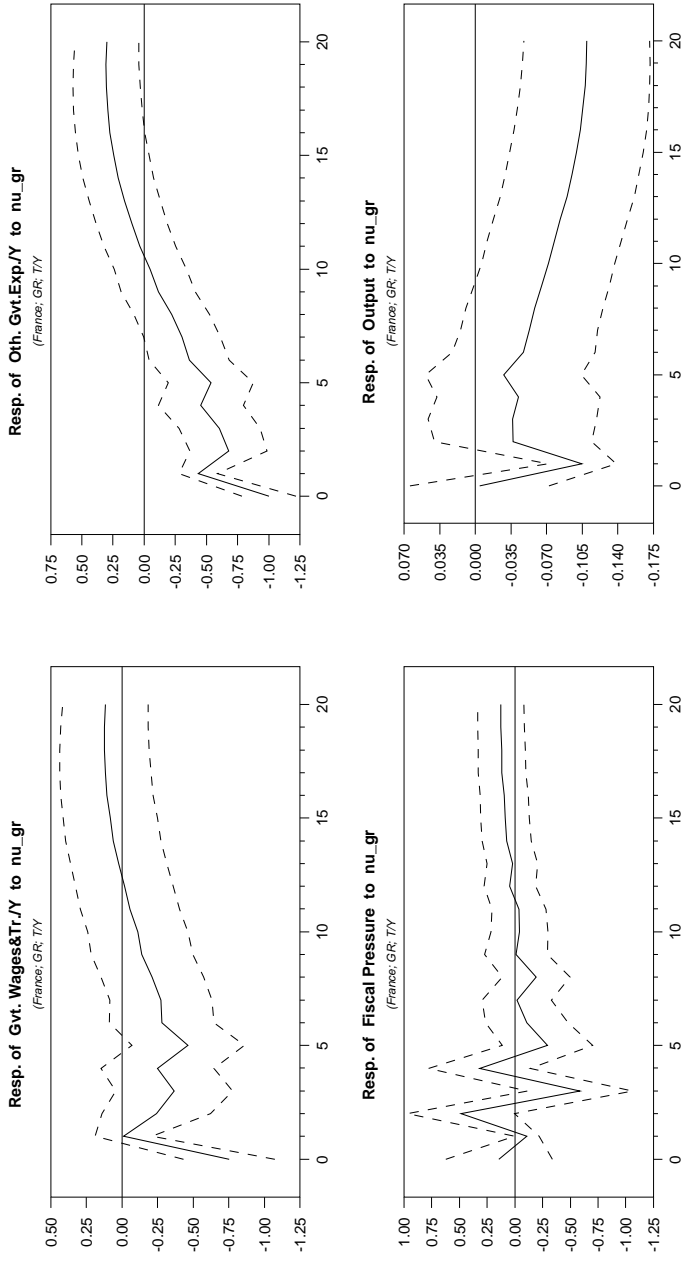 Resp. of Gvt. Wages&Tr./Y to nu_gr
(France; GR; T/Y)
0.50
0.25
0.00
-0.25
-0.50
-0.75
-1.00
-1.25
0 5 10 15 20
Resp. of Oth. Gvt.Exp./Y to nu_gr
(France; GR; T/Y)
0.75
0.50
0.25
0.00
-0.25
-0.50
-0.75
-1.00
-1.25
0 5 10 15 20
Resp. of Fiscal Pressure to nu_gr
(France; GR; T/Y)
1.00
0.75
0.50
0.25
0.00
-0.25
-0.50
-0.75
-1.00
-1.25
0 5 10 15 20
Resp. of Output to nu_gr
(France; GR; T/Y)
0.070
0.035
0.000
-0.035
-0.070
-0.105
-0.140
-0.175
0 5 10 15 20